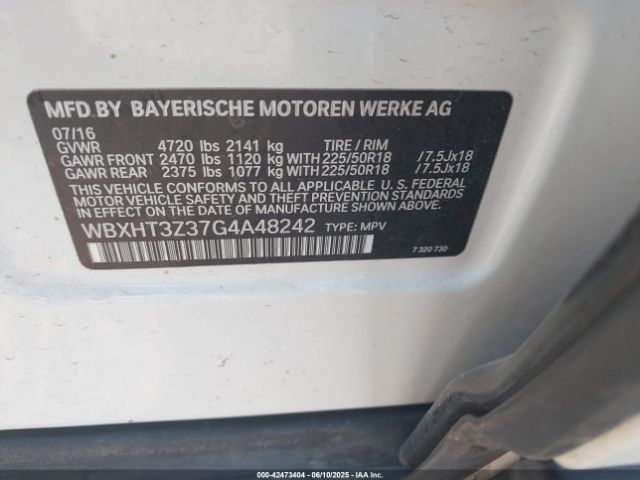 MFD BY BAYERISCHE MOTOREN WERKE AG
07/16
GVWR 4720 lbs 2141 kg TIRE / RIM
GAWR FRONT 2470 lbs 1120 kg WITH 225/50R18 /7.5Jx18
GAWR REAR 2375 lbs 1077 kg WITH 225/50R18 /7.5Jx18
THIS VEHICLE CONFORMS TO ALL APPLICABLE U. S. FEDERAL
MOTOR VEHICLE SAFETY AND THEFT PREVENTION STANDARDS
IN EFFECT ON THE DATE OF MANUFACTURE SHOWN ABOVE.
WBXHT3Z37G4A48242 TYPE: MPV
7 320 730
000-42473404 - 06/10/2025 - IAA Inc.